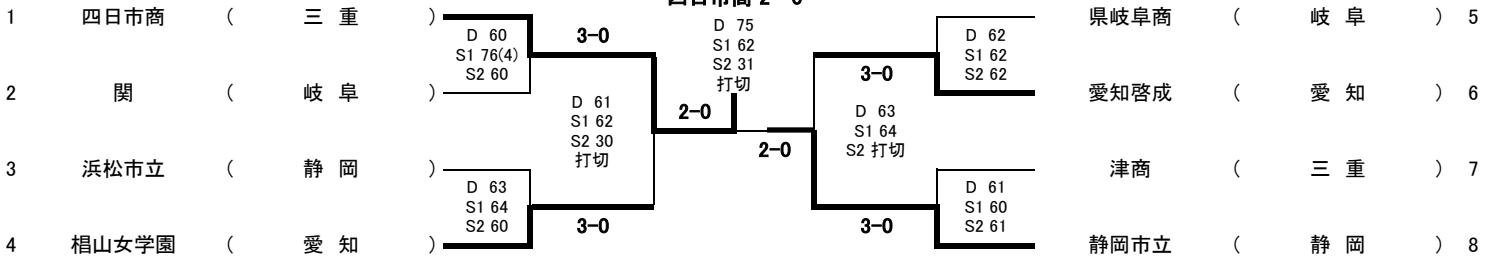 四日市商 2-0
1 四日市商 ( 三 重 )
D 60
S1 76(4)
S2 60
3-0
2 関 ( 岐 阜 )
D 61
S1 62
S2 30
打切
2-0
3 浜松市立 ( 静 岡 )
D 63
S1 64
S2 60
3-0
4 椙山女学園 ( 愛 知 )
D 75
S1 62
S2 31
打切
県岐阜商 ( 岐 阜 ) 5
D 62
S1 62
S2 62
3-0
愛知啓成 ( 愛 知 ) 6
D 63
S1 64
S2 打切
2-0
津商 ( 三 重 ) 7
D 61
S1 60
S2 61
3-0
静岡市立 ( 静 岡 ) 8